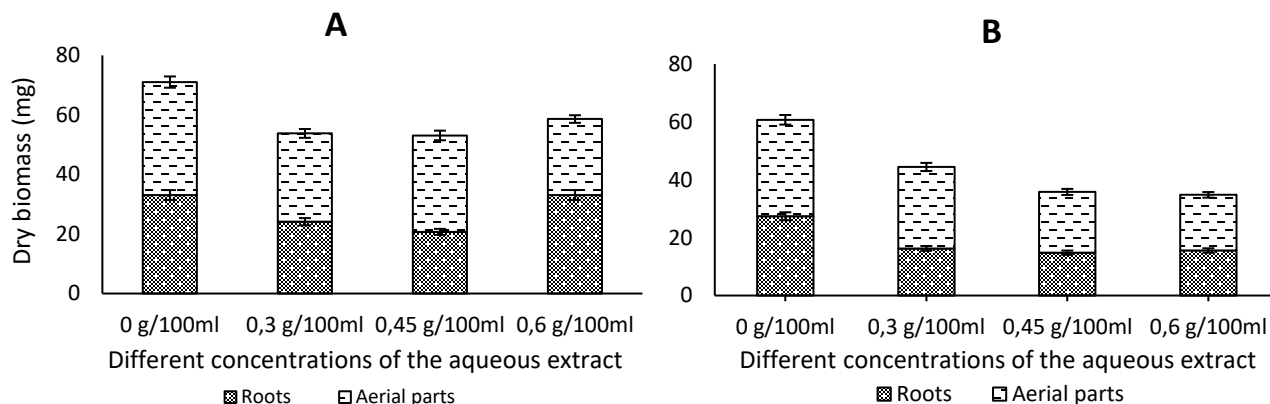 A
Dry biomass (mg)
80
60
40
20
0
0 g/100ml 0,3 g/100ml 0,45 g/100ml 0,6 g/100ml
Different concentrations of the aqueous extract
Roots Aerial parts
B
80
60
40
20
0
0 g/100ml 0,3 g/100ml 0,45 g/100ml 0,6 g/100ml
Different concentrations of the aqueous extract
Roots Aerial parts